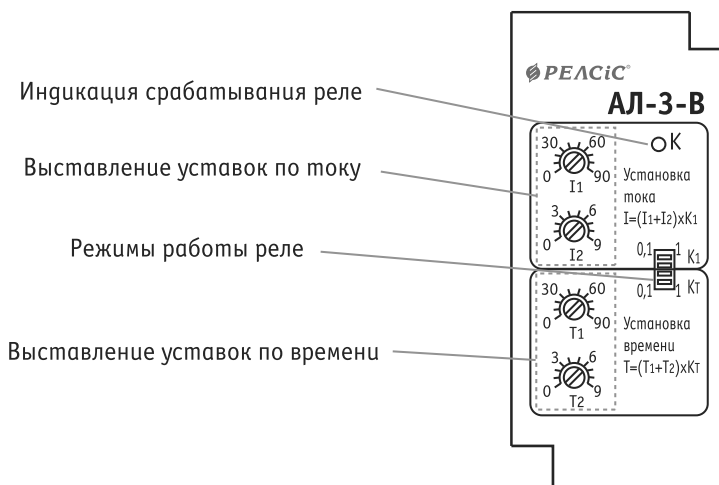 РЕЛСіС
АЛ-3-В
Индикация срабатывания реле
К
30 60
0 90
I1
Выставление уставок по току
Установка
тока
I=(I1+I2)xK1
3 6
0 9
I2
Режимы работы реле
0,1 1 K1
0,1 1 Kт
30 60
0 90
T1
Установка
времени
T=(T1+T2)xKт
Выставление уставок по времени
3 6
0 9
T2